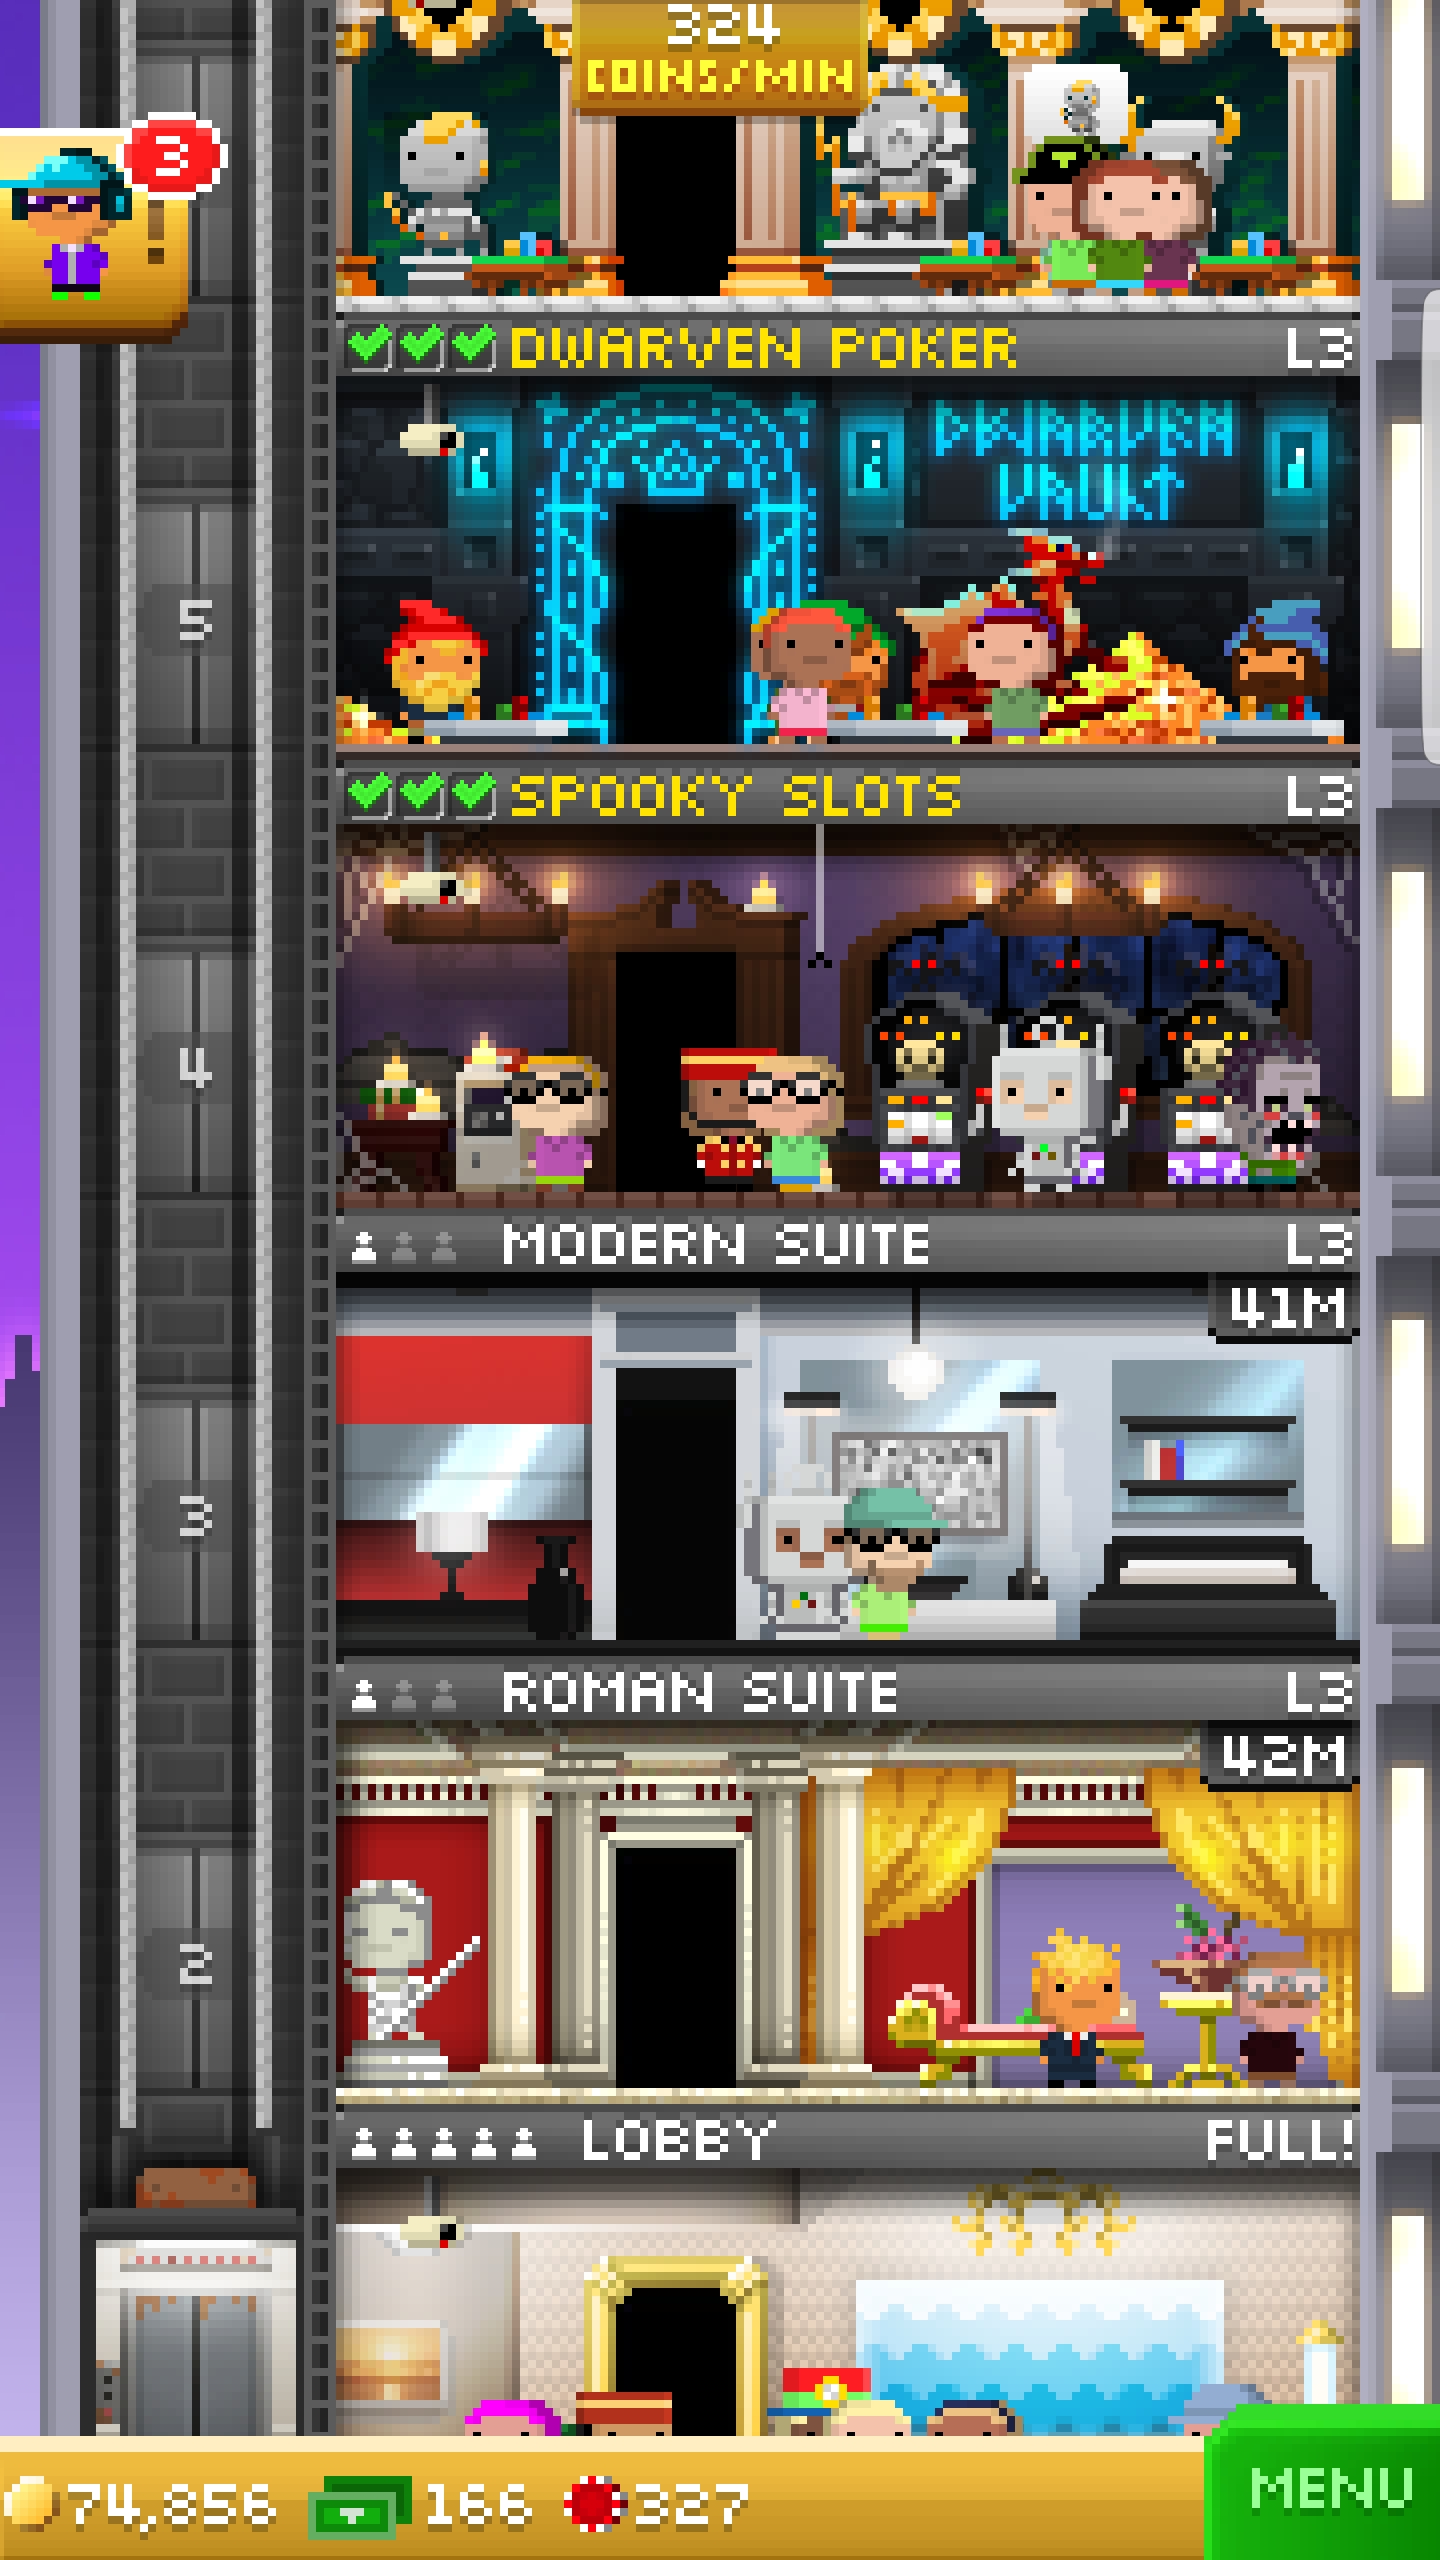 324
COINS/MIN
3
DWARVEN POKER L3
DWARVEN
VAULT
5
SPOOKY SLOTS L3
4
MODERN SUITE L3
41M
3
ROMAN SUITE L3
42M
2
LOBBY FULL!
74,856 166 327 MENU